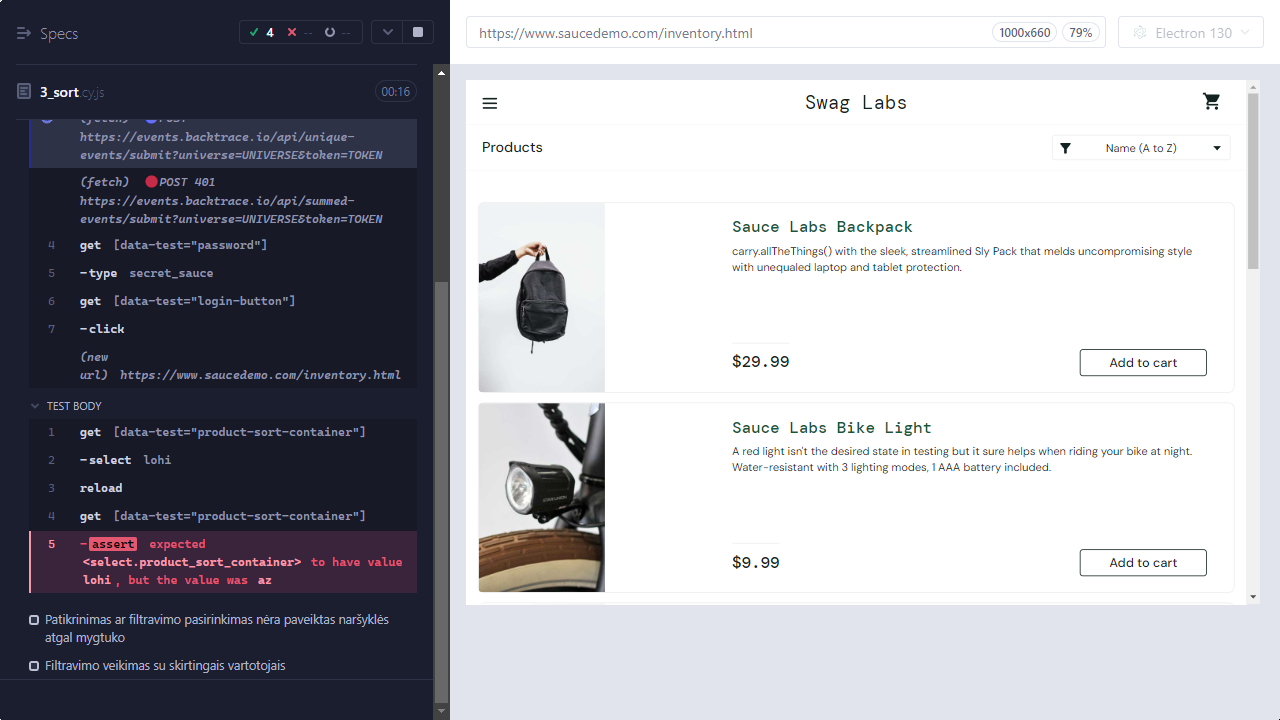 Specs
4
--
--
3_sort.cy.js
00:16
(fetch) POST
https://events.backtrace.io/api/unique-
events/submit?universe=UNIVERSE&token=TOKEN
(fetch) POST 401
https://events.backtrace.io/api/summed-
events/submit?universe=UNIVERSE&token=TOKEN
4 get [data-test="password"]
5 -type secret_sauce
6 get [data-test="login-button"]
7 -click
(new
url) https://www.saucedemo.com/inventory.html
TEST BODY
1 get [data-test="product-sort-container"]
2 -select lohi
3 reload
4 get [data-test="product-sort-container"]
5 -assert expected
<select.product_sort_container> to have value
lohi, but the value was az
Patikrinimas ar filtravimo pasirinkimas nėra paveiktas naršyklės
atgal mygtuko
Filtravimo veikimas su skirtingais vartotojais
https://www.saucedemo.com/inventory.html
1000x660
79%
Electron 130
Swag Labs
Products
Name (A to Z)
Sauce Labs Backpack
carry.allTheThings() with the sleek, streamlined Sly Pack that melds uncompromising style
with unequaled laptop and tablet protection.
$29.99
Add to cart
Sauce Labs Bike Light
A red light isn't the desired state in testing but it sure helps when riding your bike at night.
Water-resistant with 3 lighting modes, 1 AAA battery included.
$9.99
Add to cart